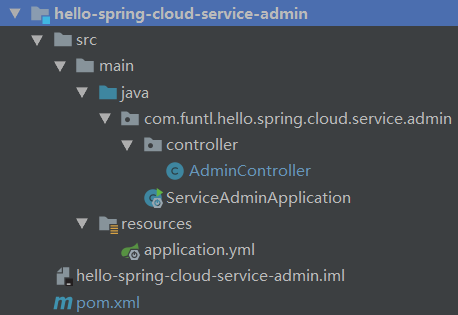 hello-spring-cloud-service-admin
src
main
java
com.funtl.hello.spring.cloud.service.admin
controller
AdminController
ServiceAdminApplication
resources
application.yml
hello-spring-cloud-service-admin.iml
pom.xml